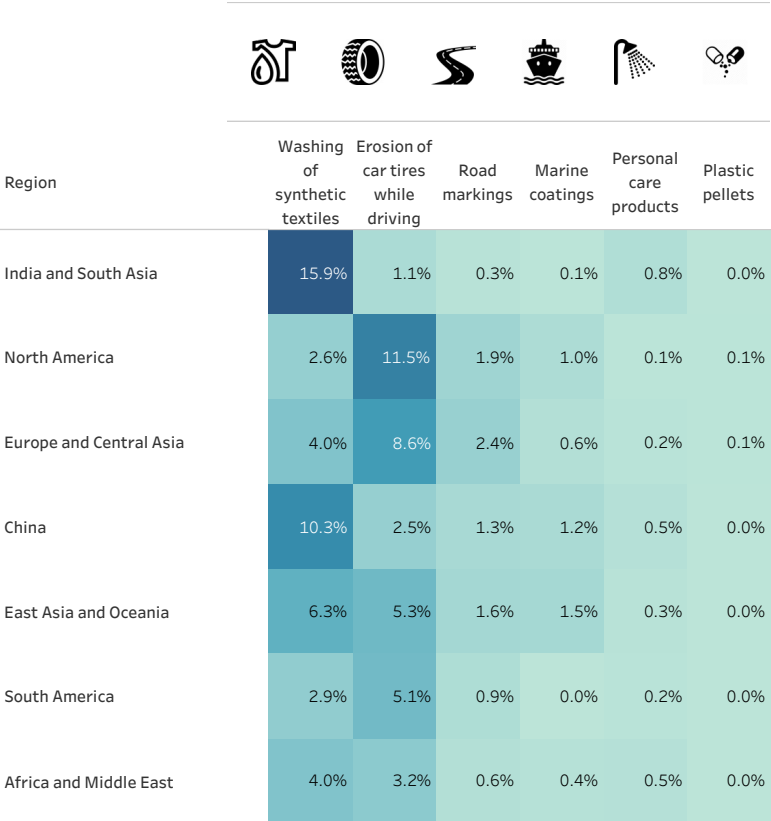 Region
Washing of synthetic textiles
Erosion of car tires while driving
Road markings
Marine coatings
Personal care products
Plastic pellets
India and South Asia 15.9% 1.1% 0.3% 0.1% 0.8% 0.0%
North America 2.6% 11.5% 1.9% 1.0% 0.1% 0.1%
Europe and Central Asia 4.0% 8.6% 2.4% 0.6% 0.2% 0.1%
China 10.3% 2.5% 1.3% 1.2% 0.5% 0.0%
East Asia and Oceania 6.3% 5.3% 1.6% 1.5% 0.3% 0.0%
South America 2.9% 5.1% 0.9% 0.0% 0.2% 0.0%
Africa and Middle East 4.0% 3.2% 0.6% 0.4% 0.5% 0.0%